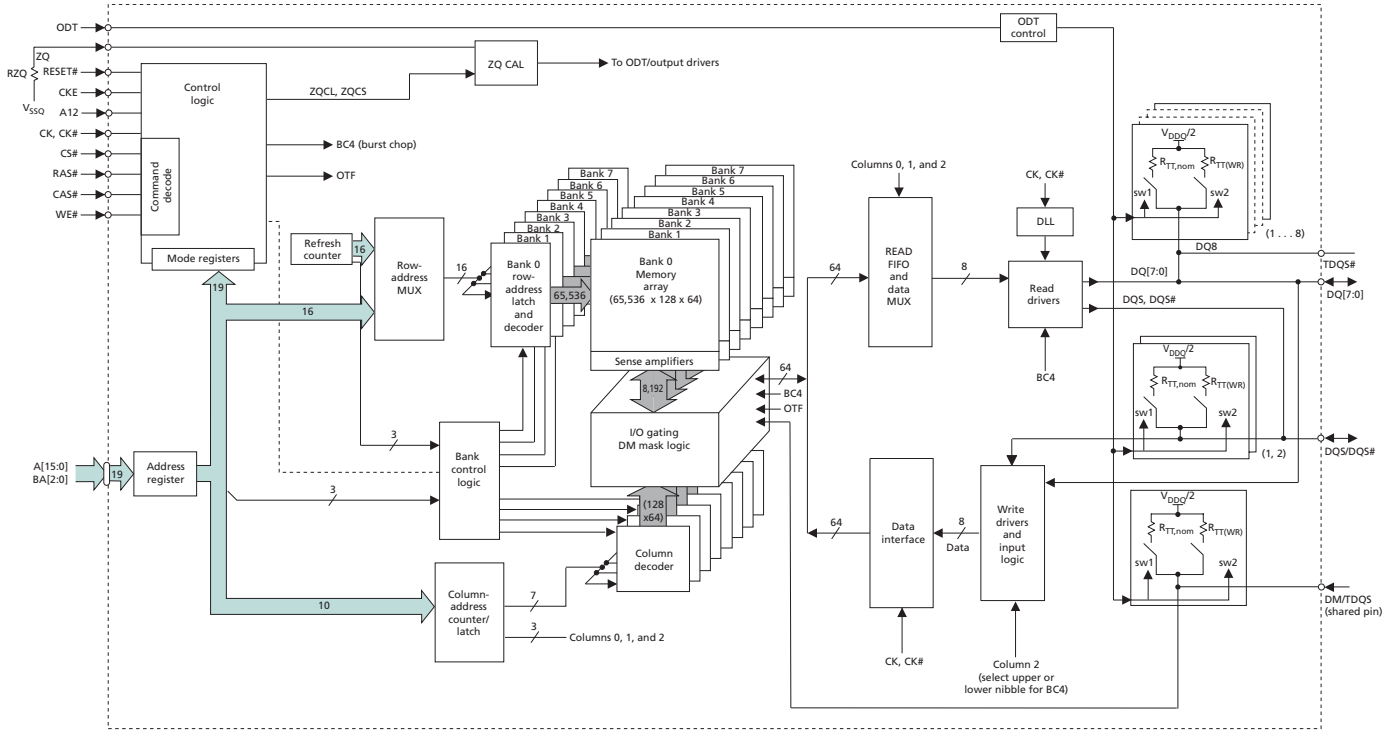 ODT
ODT
control
ZQ
RZQ
VSSQ
RESET#
CKE
A12
CK, CK#
CS#
RAS#
CAS#
WE#
Control
logic
Command
decode
Mode registers
ZQCL, ZQCS
ZQ CAL
To ODT/output drivers
BC4 (burst chop)
OTF
Refresh
counter
16
Row-
address
MUX
16
19
16
Bank 7
Bank 6
Bank 5
Bank 4
Bank 3
Bank 2
Bank 1
Bank 0
row-
address
latch
and
decoder
65,536
Bank 7
Bank 6
Bank 5
Bank 4
Bank 3
Bank 2
Bank 1
Bank 0
Memory
array
(65,536 x 128 x 64)
Sense amplifiers
8,192
64
BC4
OTF
I/O gating
DM mask logic
A[15:0]
BA[2:0]
19
Address
register
3
3
Bank
control
logic
(128
x64)
Column
decoder
10
Column-
address
counter/
latch
7
3
Columns 0, 1, and 2
Columns 0, 1, and 2
64
READ
FIFO
and
data
MUX
8
CK, CK#
DLL
Read
drivers
BC4
DQ8
DQ[7:0]
DQS, DQS#
64
Data
interface
8
Data
Write
drivers
and
input
logic
CK, CK#
Column 2
(select upper or
lower nibble for BC4)
VDDQ/2
RTT,nom
RTT(WR)
sw1
sw2
(1 . . . 8)
TDQS#
DQ[7:0]
VDDQ/2
RTT,nom
RTT(WR)
sw1
sw2
(1, 2)
DQS/DQS#
VDDQ/2
RTT,nom
RTT(WR)
sw1
sw2
DM/TDQS
(shared pin)